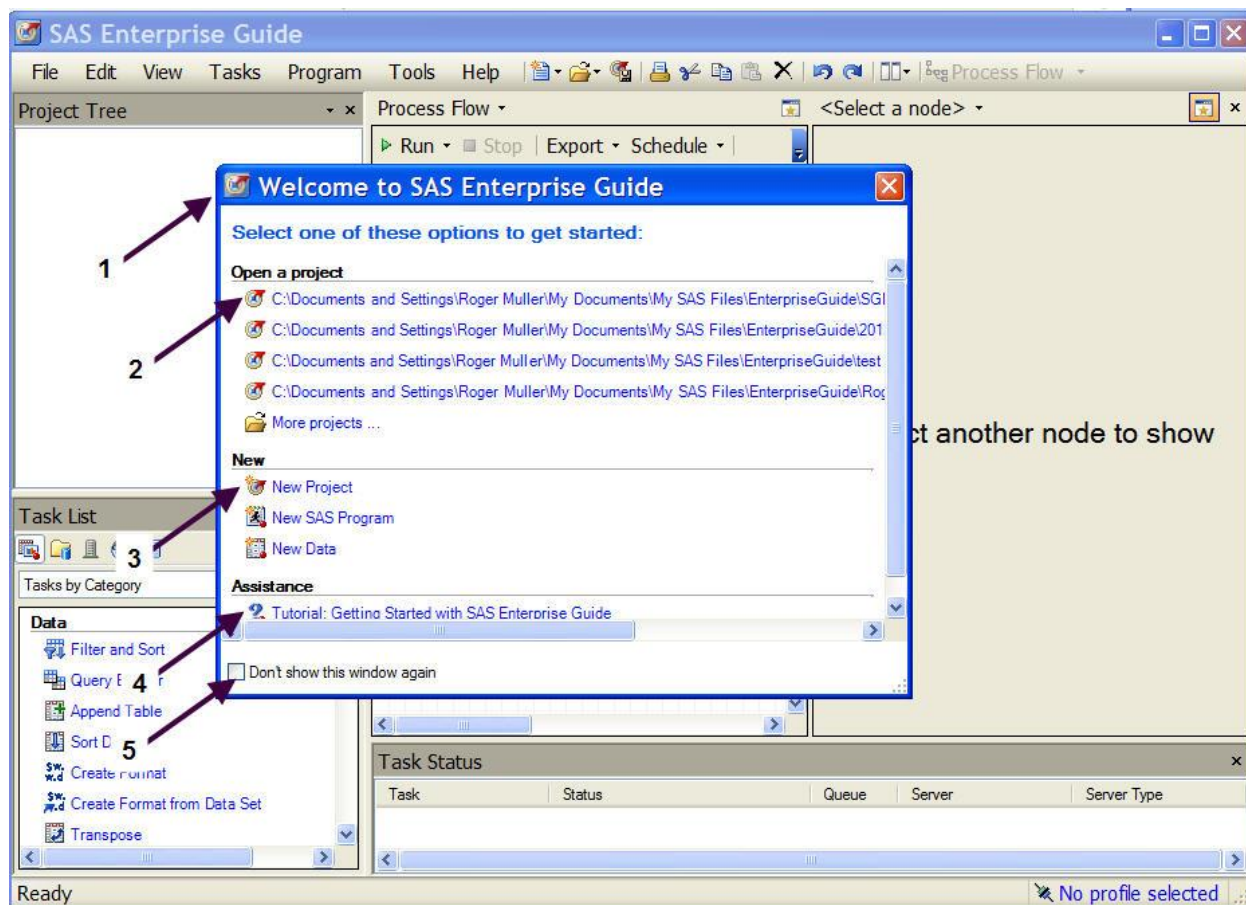 SAS Enterprise Guide
File Edit View Tasks Program Tools Help Process Flow
Project Tree
Process Flow
<Select a node>
Run Stop Export Schedule
Welcome to SAS Enterprise Guide
Select one of these options to get started:
1
Open a project
C:\Documents and Settings\Roger Muller\My Documents\My SAS Files\EnterpriseGuide\SGI
2
C:\Documents and Settings\Roger Muller\My Documents\My SAS Files\EnterpriseGuide\201
C:\Documents and Settings\Roger Muller\My Documents\My SAS Files\EnterpriseGuide\test
C:\Documents and Settings\Roger Muller\My Documents\My SAS Files\EnterpriseGuide\Rog
More projects ...
ct another node to show
New
New Project
New SAS Program
New Data
3
Assistance
Tutorial: Getting Started with SAS Enterprise Guide
4
Don't show this window again
5
Task List
Tasks by Category
Data
Filter and Sort
Query
Append Table
Sort D
Create Format
Create Format from Data Set
Transpose
Task Status
Task Status Queue Server Server Type
Ready
No profile selected